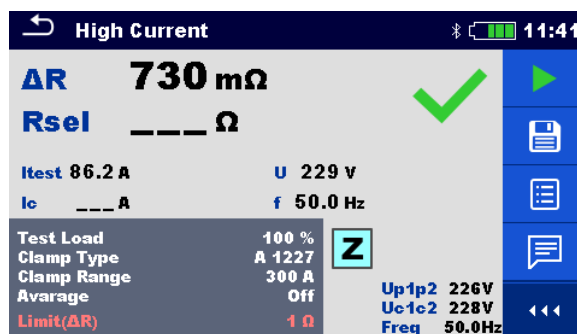 High Current 11:41
ΔR 730 mΩ
Rsel ___ Ω
Itest 86.2 A U 229 V
Ic ___ A f 50.0 Hz
Test Load 100 %
Clamp Type A 1227
Clamp Range 300 A
Avarage Off
Limit(ΔR) 1 Ω
Z
Up1p2 226V
Uc1c2 228V
Freq 50.0Hz